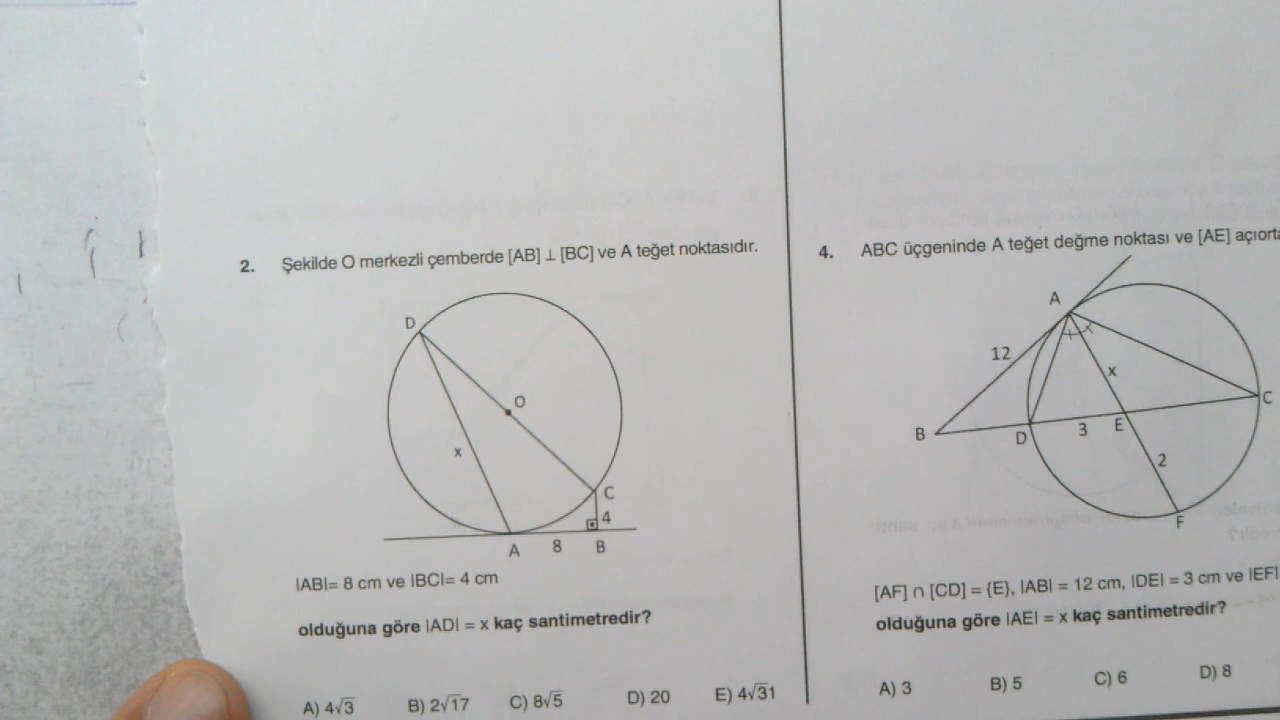 2. Şekilde O merkezli çemberde [AB] ⊥ [BC] ve A teğet noktasıdır.
D
O
x
C
4
A 8 B
|AB|= 8 cm ve |BC|= 4 cm
olduğuna göre |AD| = x kaç santimetredir?
A) 4√3 B) 2√17 C) 8√5 D) 20 E) 4√31
4. ABC üçgeninde A teğet değme noktası ve [AE] açıorta
A
12
x
C
B D 3 E
2
F
[AF] ∩ [CD] = {E}, |AB| = 12 cm, |DE| = 3 cm ve |EF|
olduğuna göre |AE| = x kaç santimetredir?
A) 3 B) 5 C) 6 D) 8